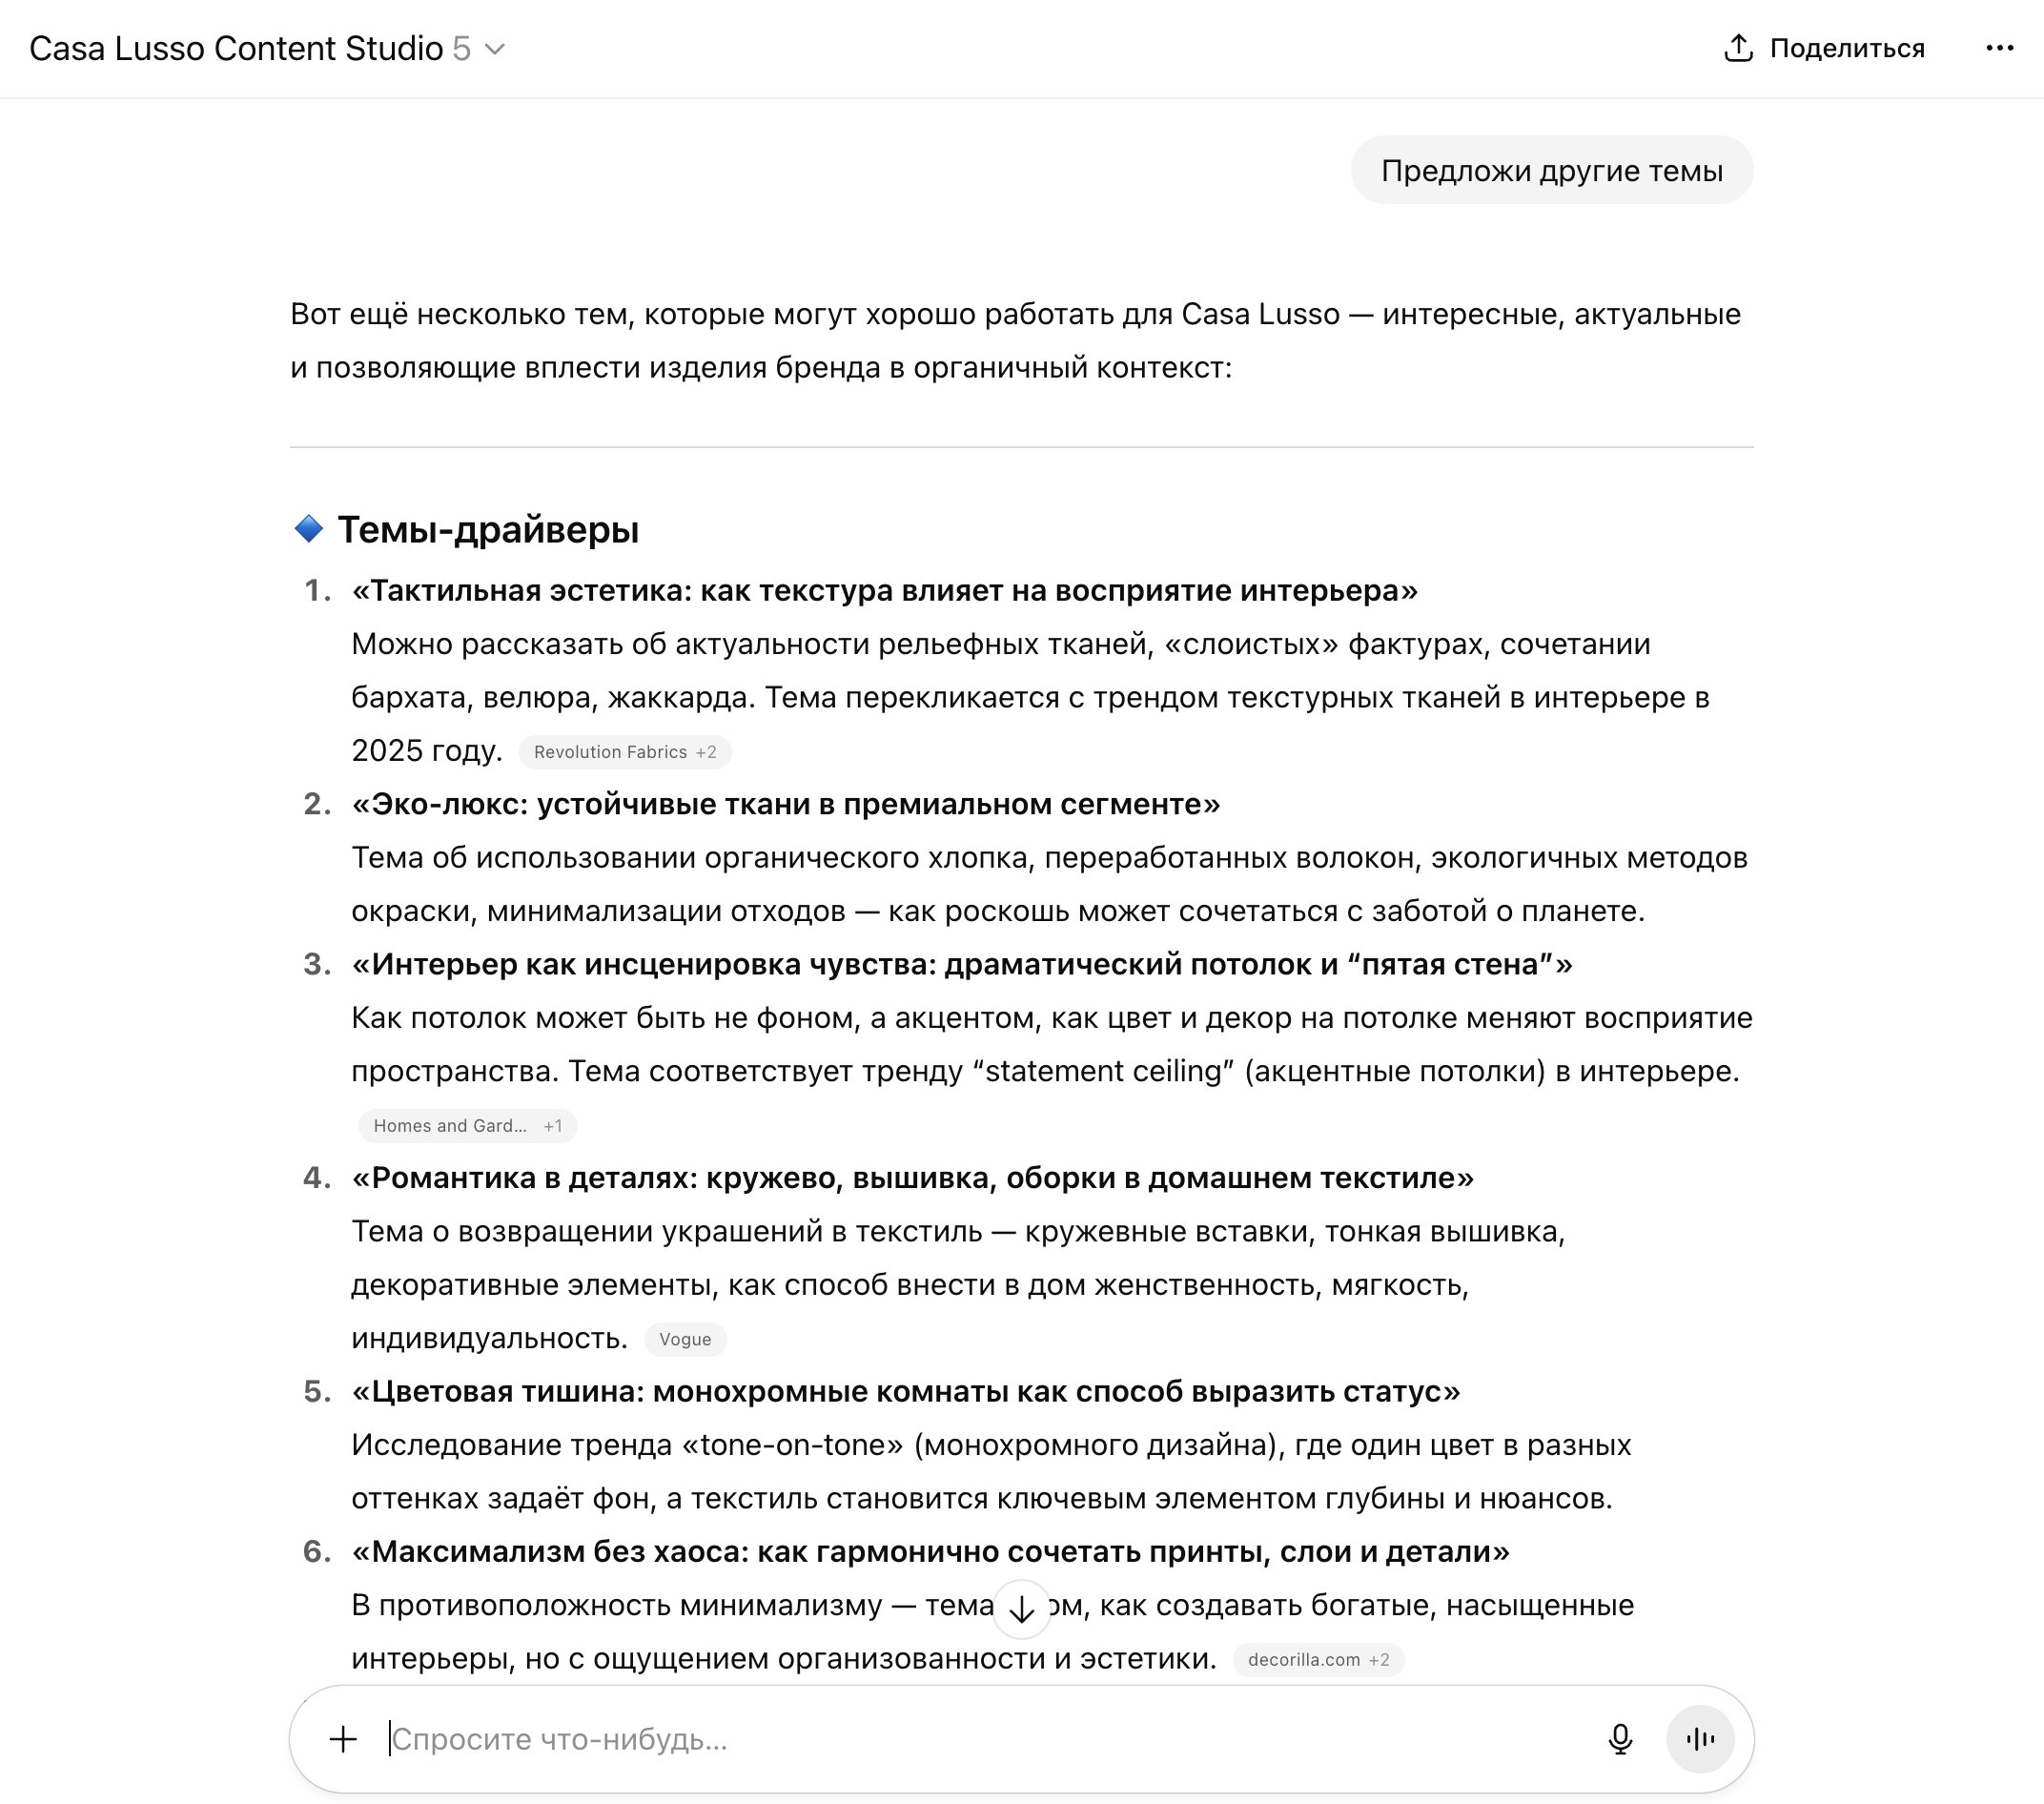 Casa Lusso Content Studio 5
Поделиться
Предложи другие темы
Вот ещё несколько тем, которые могут хорошо работать для Casa Lusso — интересные, актуальные
и позволяющие вплести изделия бренда в органичный контекст:
Темы-драйверы
1. «Тактильная эстетика: как текстура влияет на восприятие интерьера»
Можно рассказать об актуальности рельефных тканей, «слоистых» фактурах, сочетании
бархата, велюра, жаккарда. Тема перекликается с трендом текстурных тканей в интерьере в
2025 году. Revolution Fabrics +2
2. «Эко-люкс: устойчивые ткани в премиальном сегменте»
Тема об использовании органического хлопка, переработанных волокон, экологичных методов
окраски, минимализации отходов — как роскошь может сочетаться с заботой о планете.
3. «Интерьер как инсценировка чувства: драматический потолок и “пятая стена”»
Как потолок может быть не фоном, а акцентом, как цвет и декор на потолке меняют восприятие
пространства. Тема соответствует тренду “statement ceiling” (акцентные потолки) в интерьере.
Homes and Gard... +1
4. «Романтика в деталях: кружево, вышивка, оборки в домашнем текстиле»
Тема о возвращении украшений в текстиль — кружевные вставки, тонкая вышивка,
декоративные элементы, как способ внести в дом женственность, мягкость,
индивидуальность. Vogue
5. «Цветовая тишина: монохромные комнаты как способ выразить статус»
Исследование тренда «tone-on-tone» (монохромного дизайна), где один цвет в разных
оттенках задаёт фон, а текстиль становится ключевым элементом глубины и нюансов.
6. «Максимализм без хаоса: как гармонично сочетать принты, слои и детали»
В противоположность минимализму — тема ом, как создавать богатые, насыщенные
интерьеры, но с ощущением организованности и эстетики. decorilla.com +2
Спросите что-нибудь...